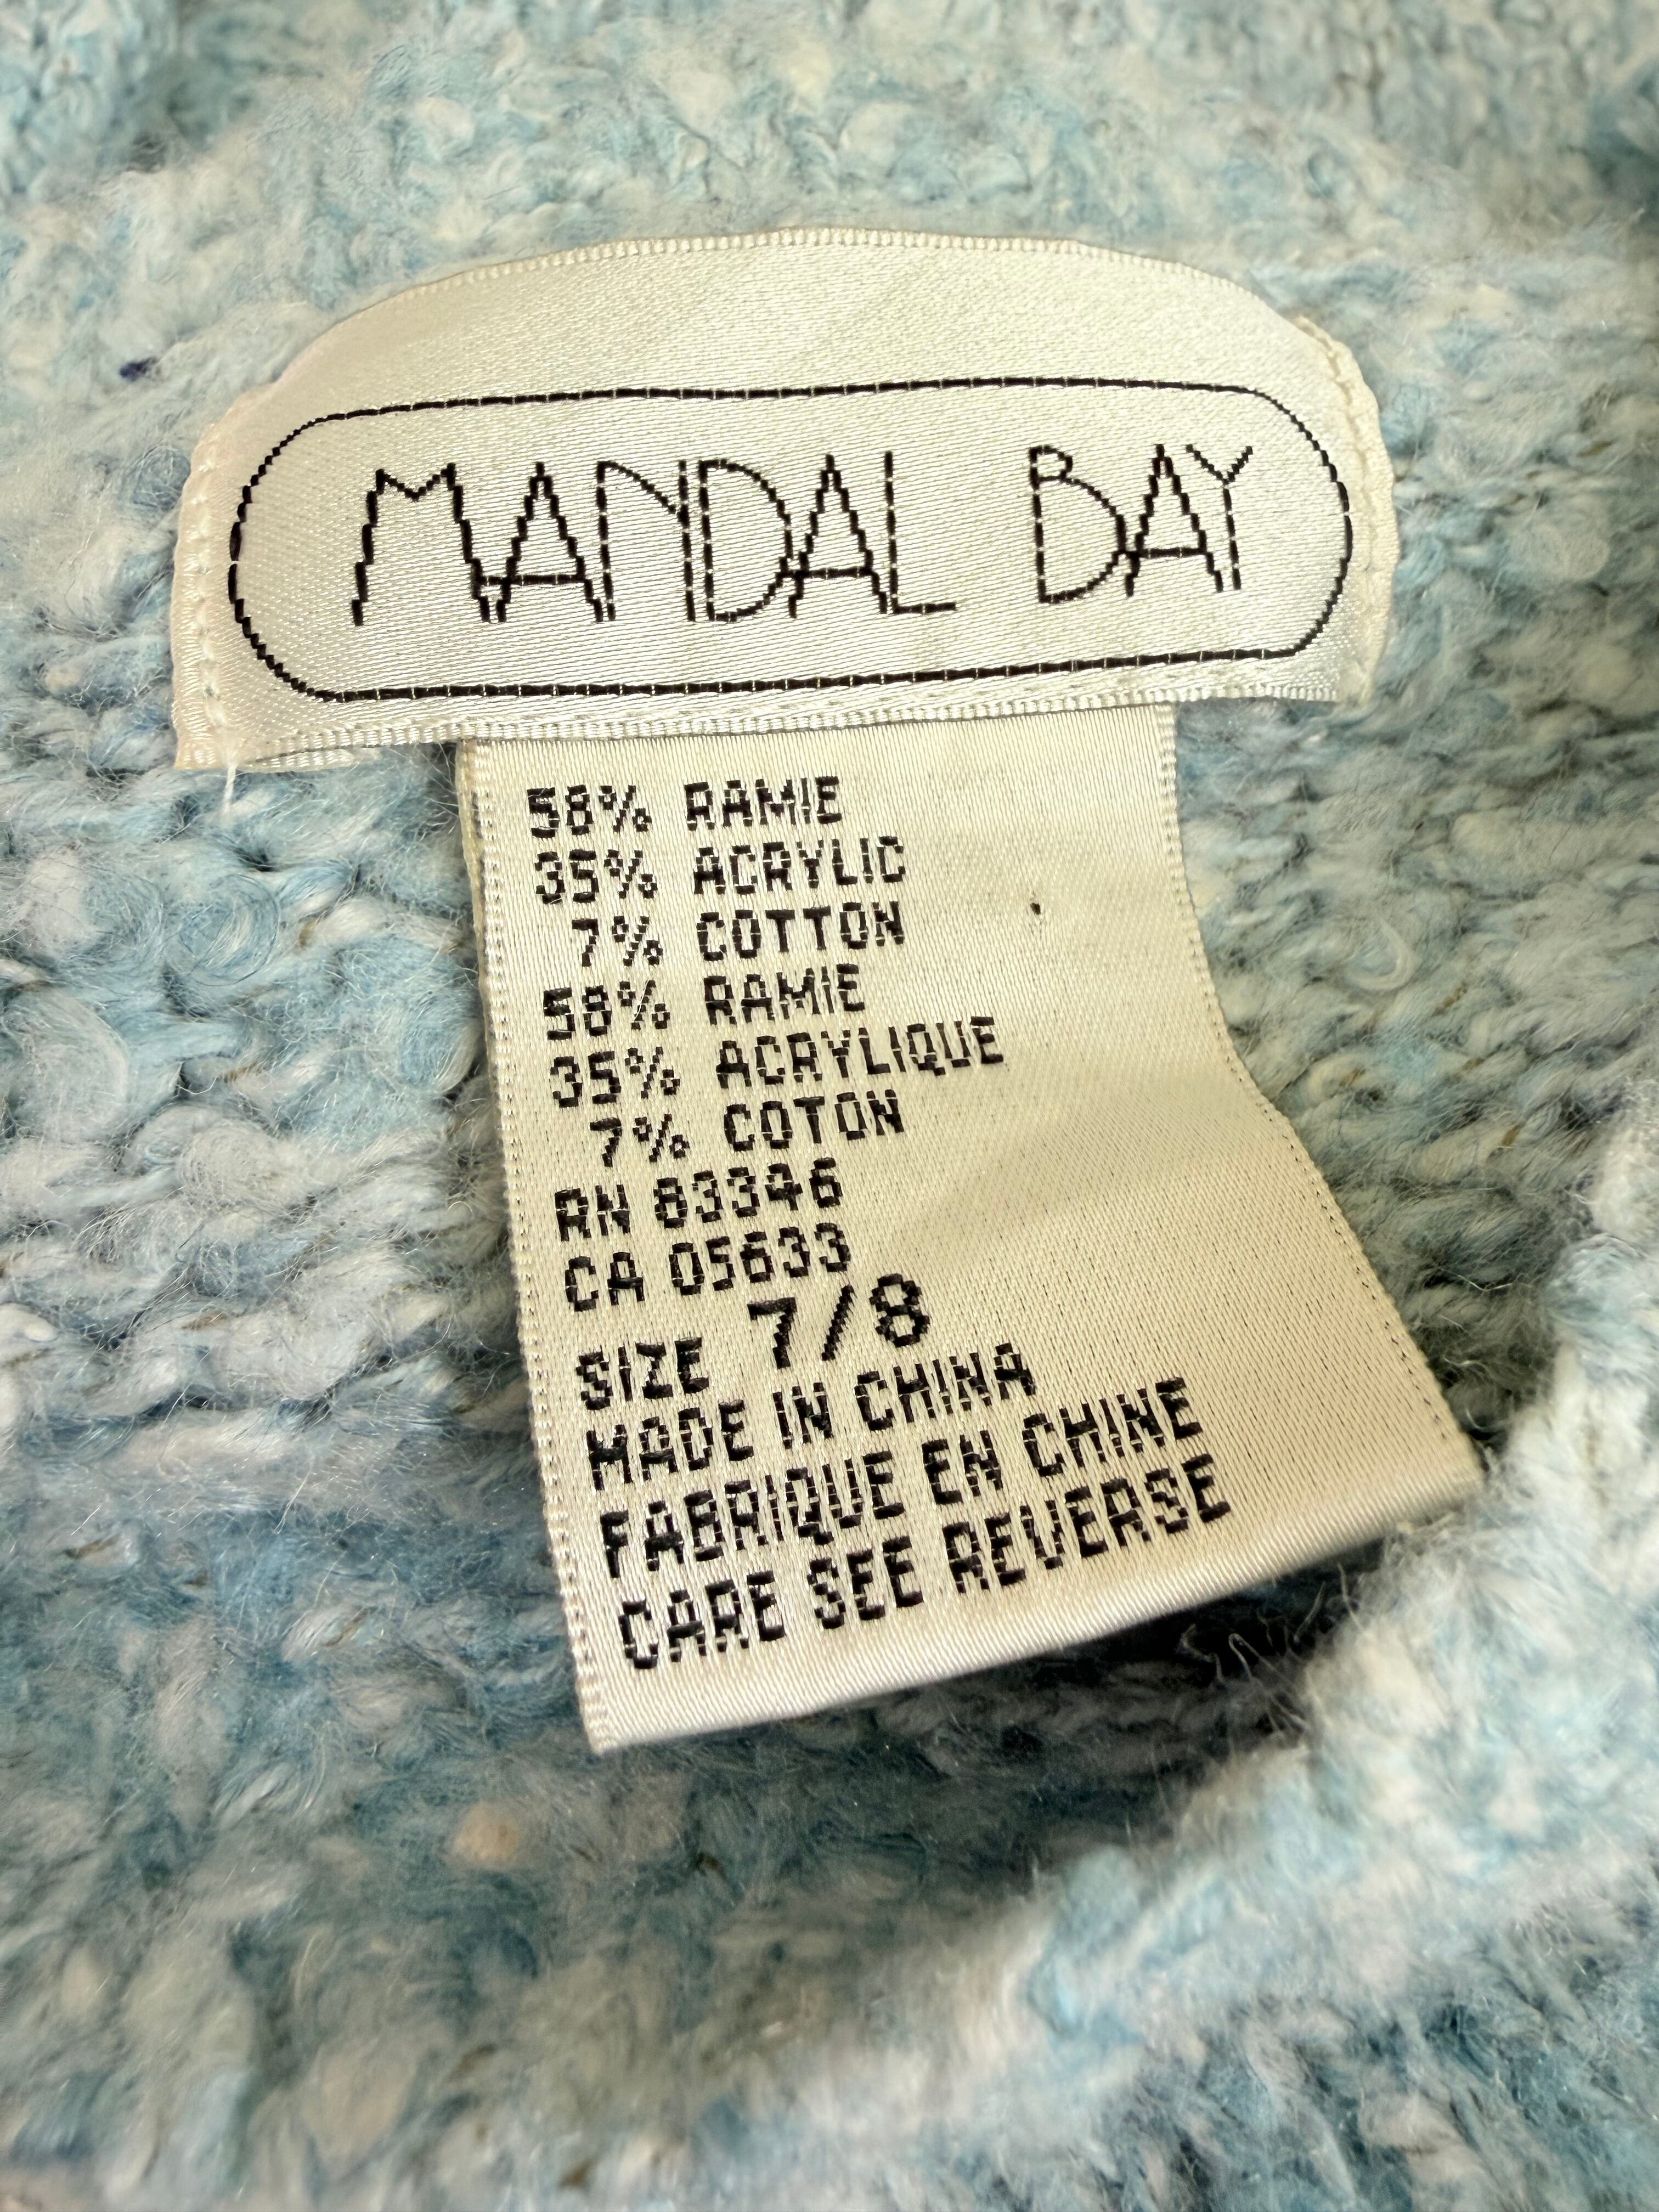 MANDAL BAY
58% RAMIE
35% ACRYLIC
7% COTTON
58% RAMIE
35% ACRYLIQUE
7% COTON
RN 83346
CA 05633
SIZE 7/8
MADE IN CHINA
FABRIQUE EN CHINE
CARE SEE REVERSE